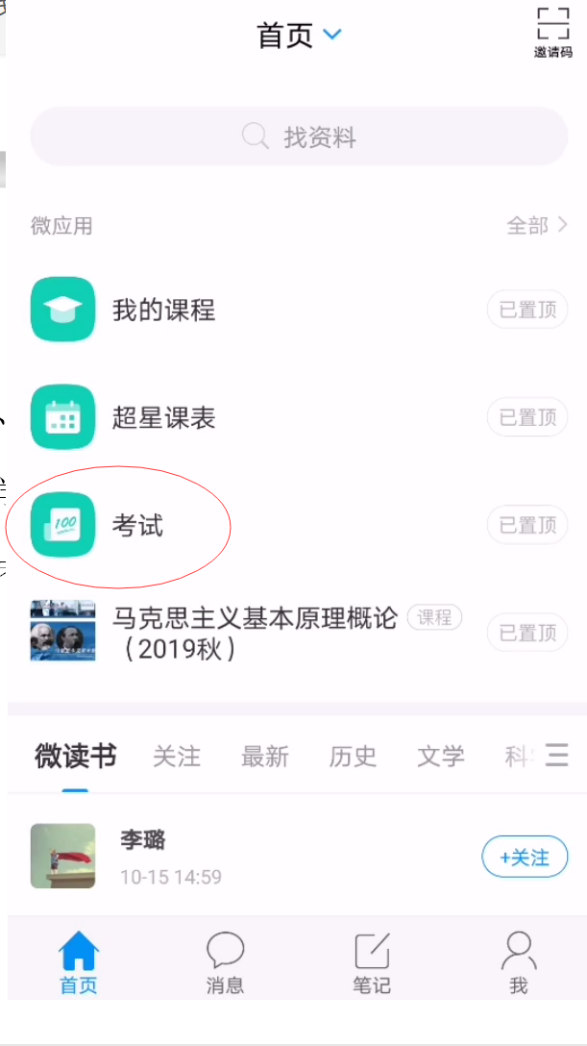 首页
邀请码
找资料
微应用
全部
我的课程
已置顶
超星课表
已置顶
100
考试
已置顶
马克思主义基本原理概论 课程
（2019秋）
已置顶
微读书 关注 最新 历史 文学
李璐
10-15 14:59
+关注
首页 消息 笔记 我